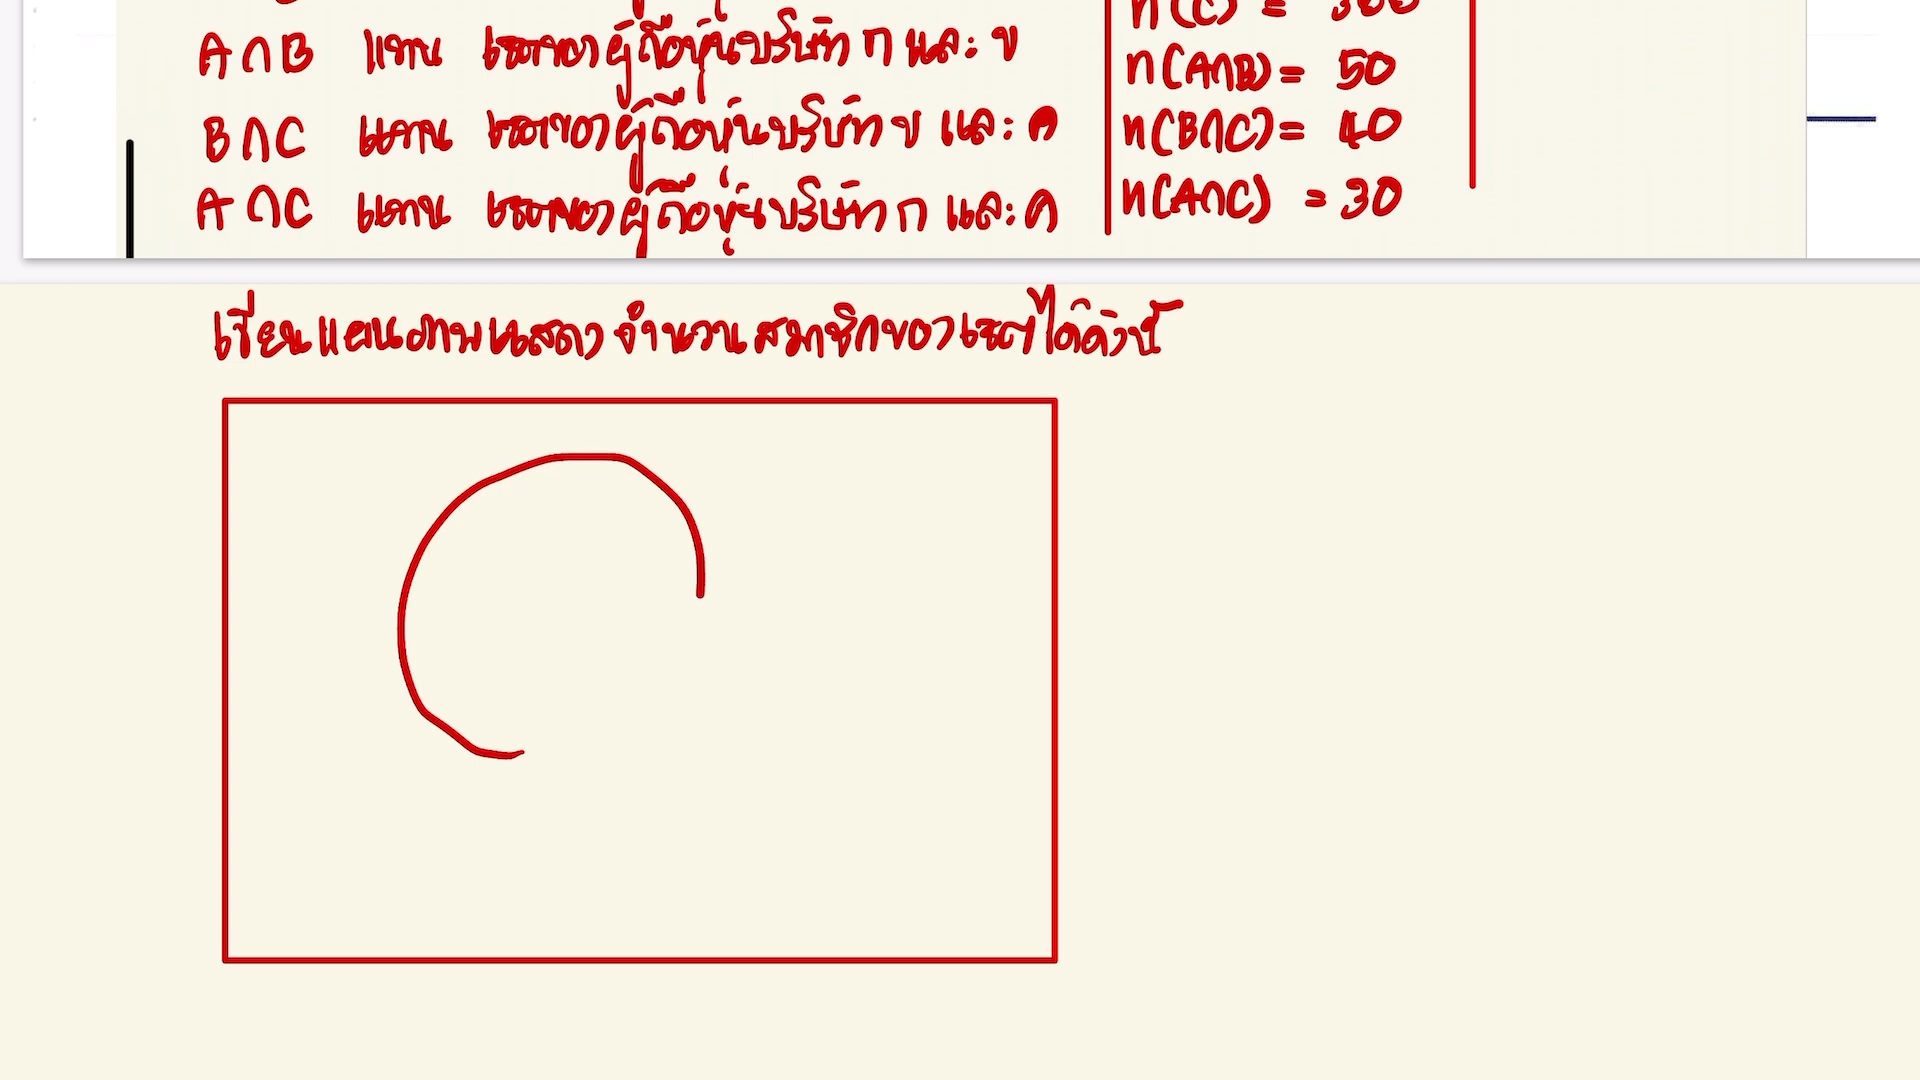 n(C) = 300
A∩B แทน เซตของผู้ถือหุ้นบริษัท ก และ ข
n(A∩B) = 50
B∩C แทน เซตของผู้ถือหุ้นบริษัท ข และ ค
n(B∩C) = 40
A∩C แทน เซตของผู้ถือหุ้นบริษัท ก และ ค
n(A∩C) = 30
เขียนแผนภาพแสดงจำนวนสมาชิกของเซตได้ดังนี้